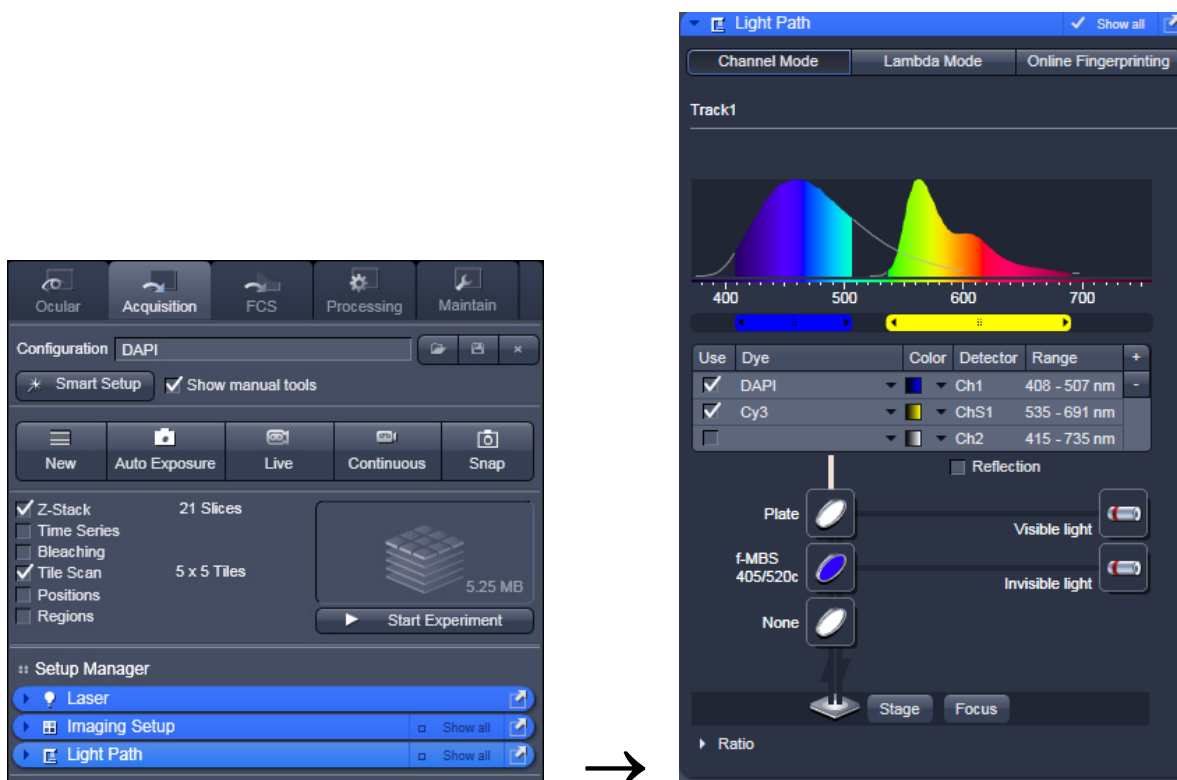 Ocular Acquisition FCS Processing Maintain
Configuration DAPI
Smart Setup Show manual tools
New Auto Exposure Live Continuous Snap
Z-Stack 21 Slices
Time Series
Bleaching
Tile Scan 5 x 5 Tiles
Positions
Regions
5.25 MB
Start Experiment
Setup Manager
Laser
Imaging Setup Show all
Light Path Show all
Light Path Show all
Channel Mode Lambda Mode Online Fingerprinting
Track1
400 500 600 700
Use Dye Color Detector Range +
DAPI Ch1 408 - 507 nm -
Cy3 ChS1 535 - 691 nm
Ch2 415 - 735 nm
Reflection
Plate
Visible light
f-MBS
405/520c
Invisible light
None
Stage Focus
Ratio